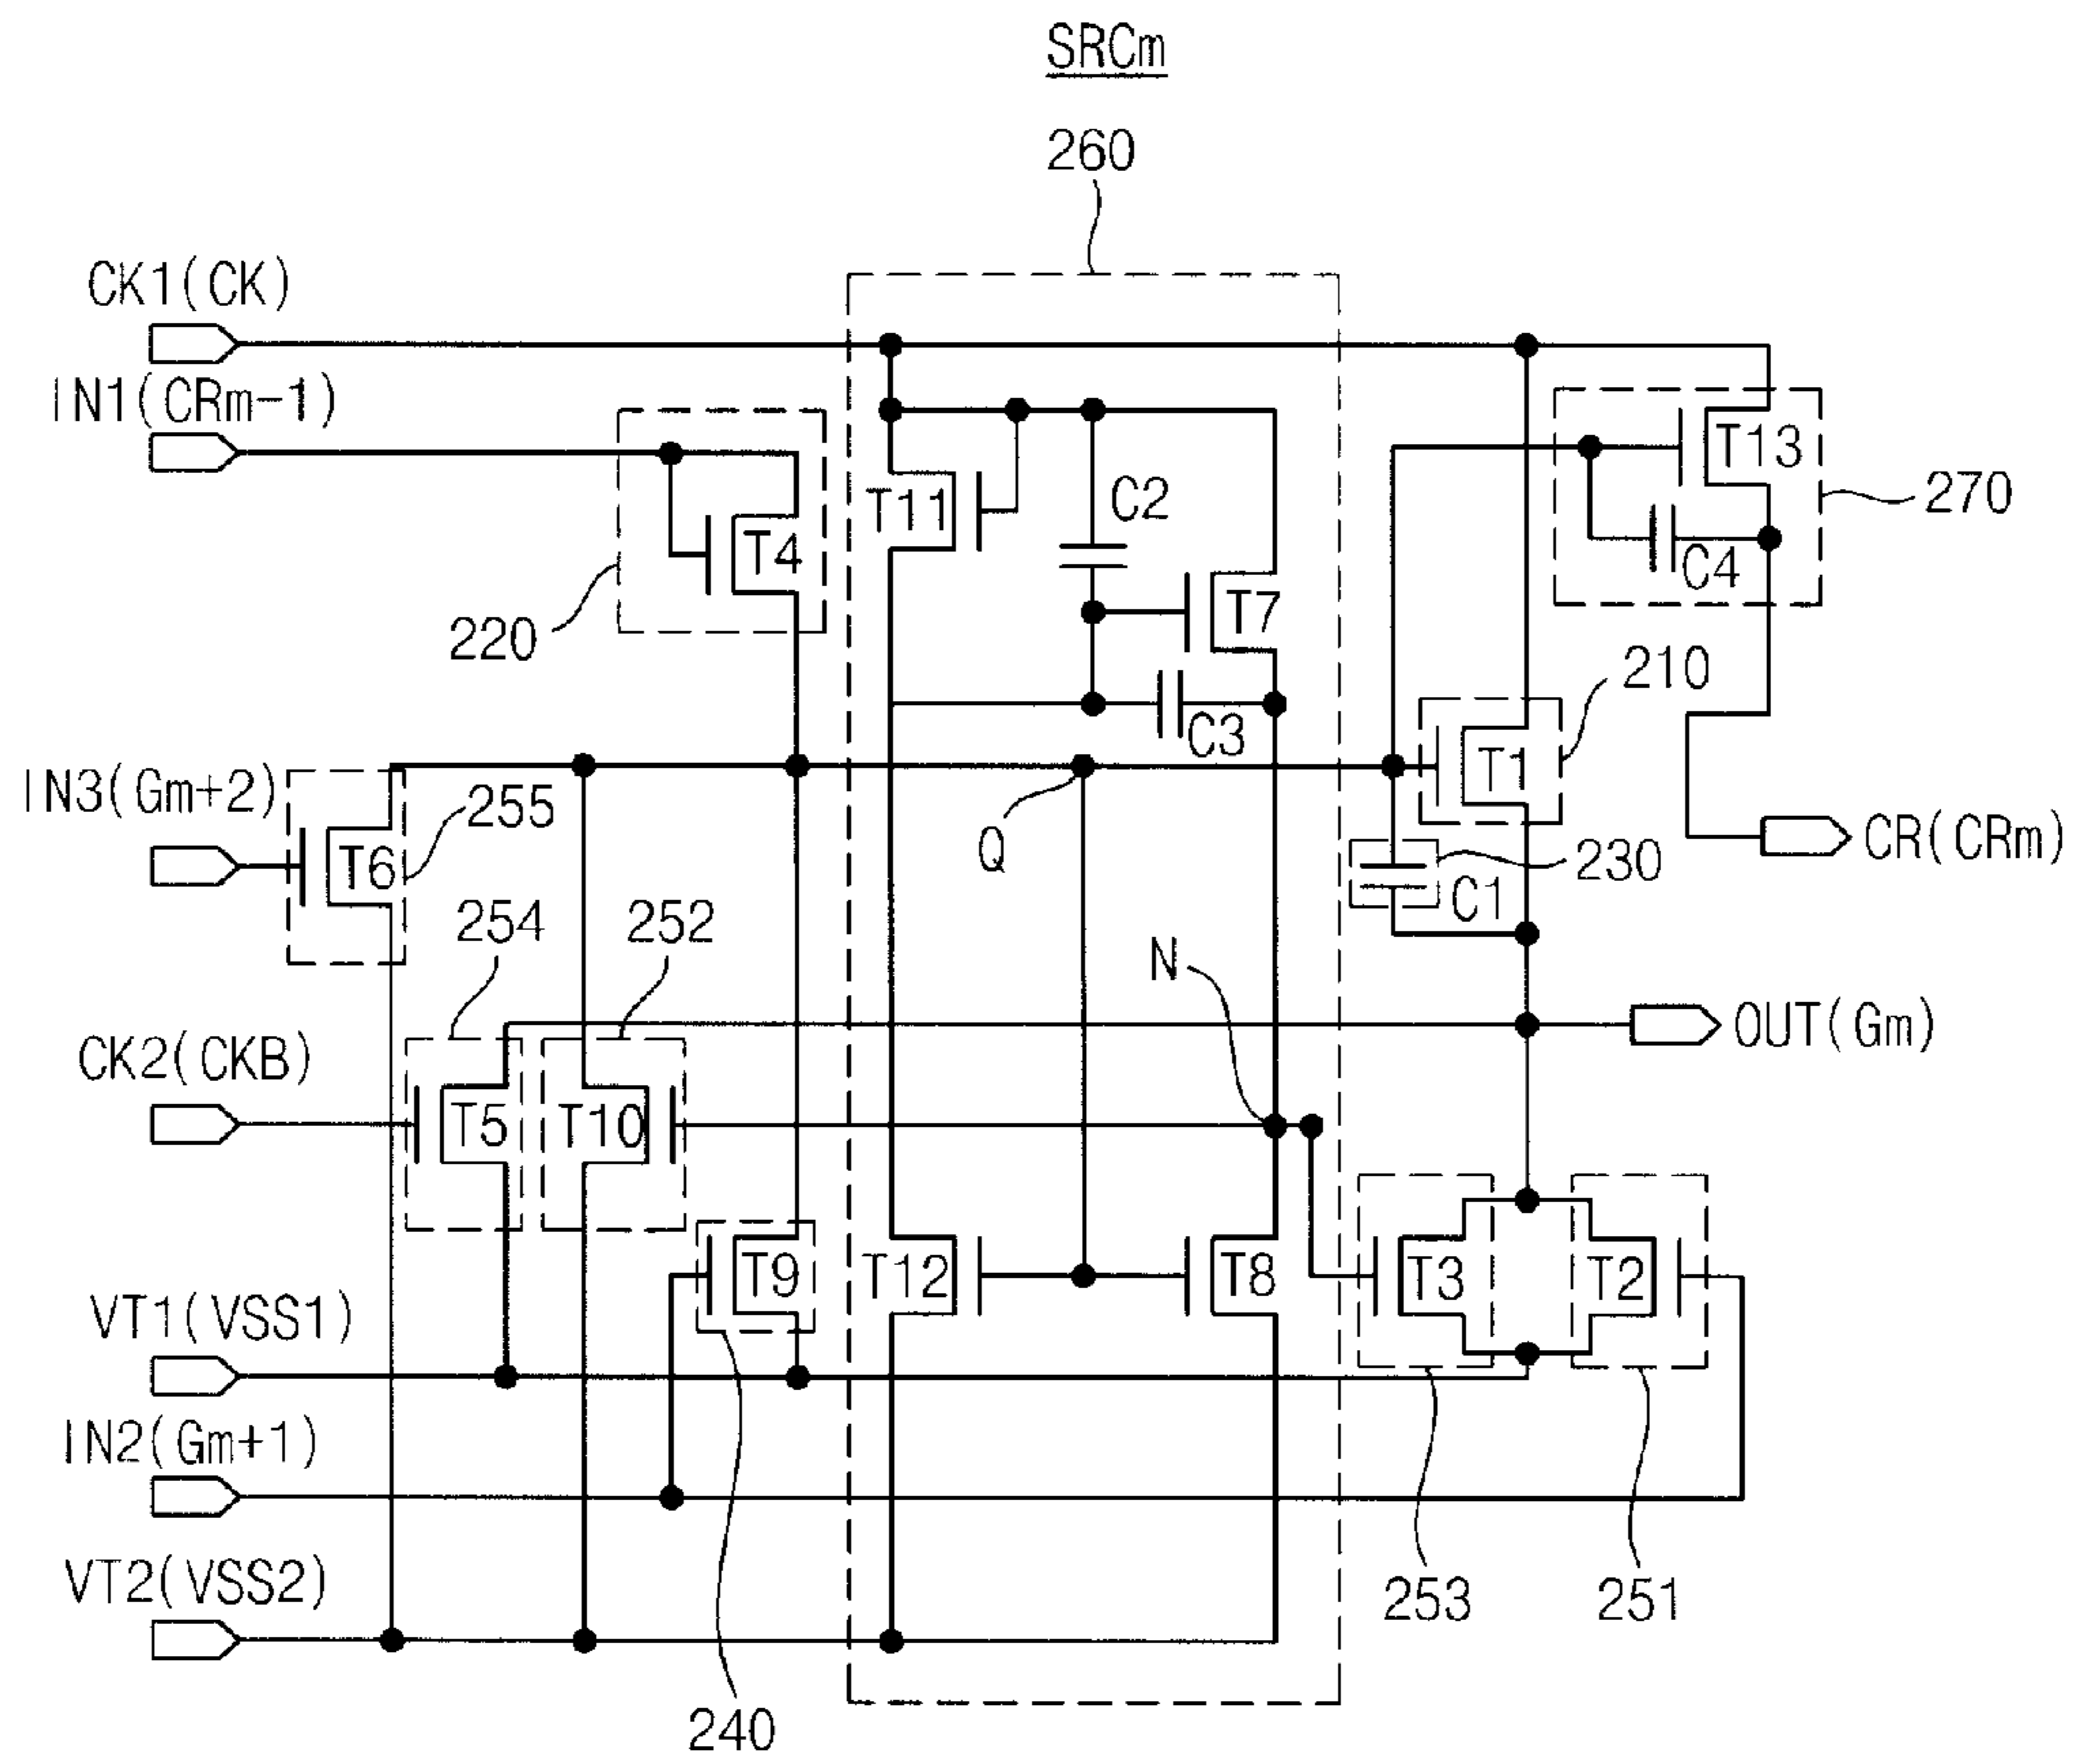 SRCm
260
CK1(CK)
IN1(CRm-1)
T11
C2
T13
270
T4
C4
220
T7
210
C3
T1
IN3(Gm+2)
255
Q
CR(CRm)
T6
230
C1
254
252
N
OUT(Gm)
CK2(CKB)
T5
T10
T9
T12
T8
T3
T2
VT1(VSS1)
IN2(Gm+1)
VT2(VSS2)
253
251
240